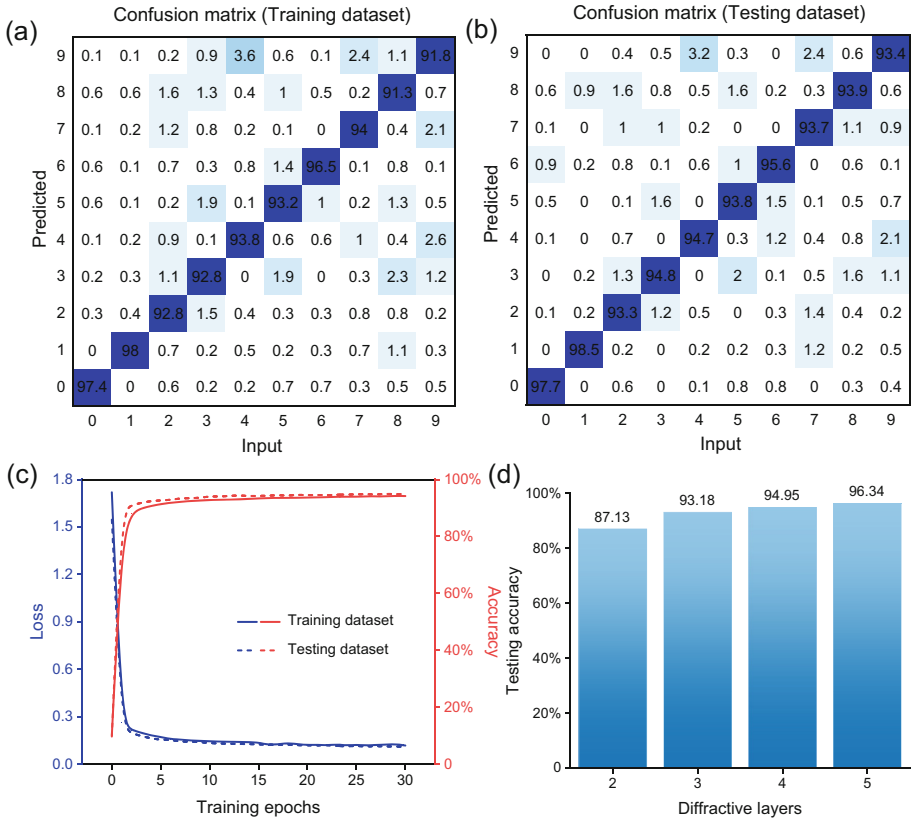 (a)
Confusion matrix (Training dataset)
Predicted
9 0.1 0.1 0.2 0.9 3.6 0.6 0.1 2.4 1.1 91.8
8 0.6 0.6 1.6 1.3 0.4 1 0.5 0.2 91.3 0.7
7 0.1 0.2 1.2 0.8 0.2 0.1 0 94 0.4 2.1
6 0.6 0.1 0.7 0.3 0.8 1.4 96.5 0.1 0.8 0.1
5 0.6 0.1 0.2 1.9 0.1 93.2 1 0.2 1.3 0.5
4 0.1 0.2 0.9 0.1 93.8 0.6 0.6 1 0.4 2.6
3 0.2 0.3 1.1 92.8 0 1.9 0 0.3 2.3 1.2
2 0.3 0.4 92.8 1.5 0.4 0.3 0.3 0.8 0.8 0.2
1 0 98 0.7 0.2 0.5 0.2 0.3 0.7 1.1 0.3
0 97.4 0 0.6 0.2 0.2 0.7 0.7 0.3 0.5 0.5
0 1 2 3 4 5 6 7 8 9
Input
(b)
Confusion matrix (Testing dataset)
Predicted
9 0 0 0.4 0.5 3.2 0.3 0 2.4 0.6 93.4
8 0.6 0.9 1.6 0.8 0.5 1.6 0.2 0.3 93.9 0.6
7 0.1 0 1 1 0.2 0 0 93.7 1.1 0.9
6 0.9 0.2 0.8 0.1 0.6 1 95.6 0 0.6 0.1
5 0.5 0 0.1 1.6 0 93.8 1.5 0.1 0.5 0.7
4 0.1 0 0.7 0 94.7 0.3 1.2 0.4 0.8 2.1
3 0 0.2 1.3 94.8 0 2 0.1 0.5 1.6 1.1
2 0.1 0.2 93.3 1.2 0.5 0 0 1.4 0.4 0.2
1 0 98.5 0.2 0 0.2 0.2 0.4 1.2 0.2 0.5
0 97.7 0 0.6 0 0.1 0.8 0.8 0 0.3 0.4
0 1 2 3 4 5 6 7 8 9
Input
(c)
Loss
1.8
1.5
1.2
0.9
0.6
0.3
0.0
Training dataset
Testing dataset
100%
80%
60%
40%
20%
0
Accuracy
0 5 10 15 20 25 30
Training epochs
(d)
Testing accuracy
100%
80%
60%
40%
20%
0
87.13 93.18 94.95 96.34
2 3 4 5
Diffractive layers